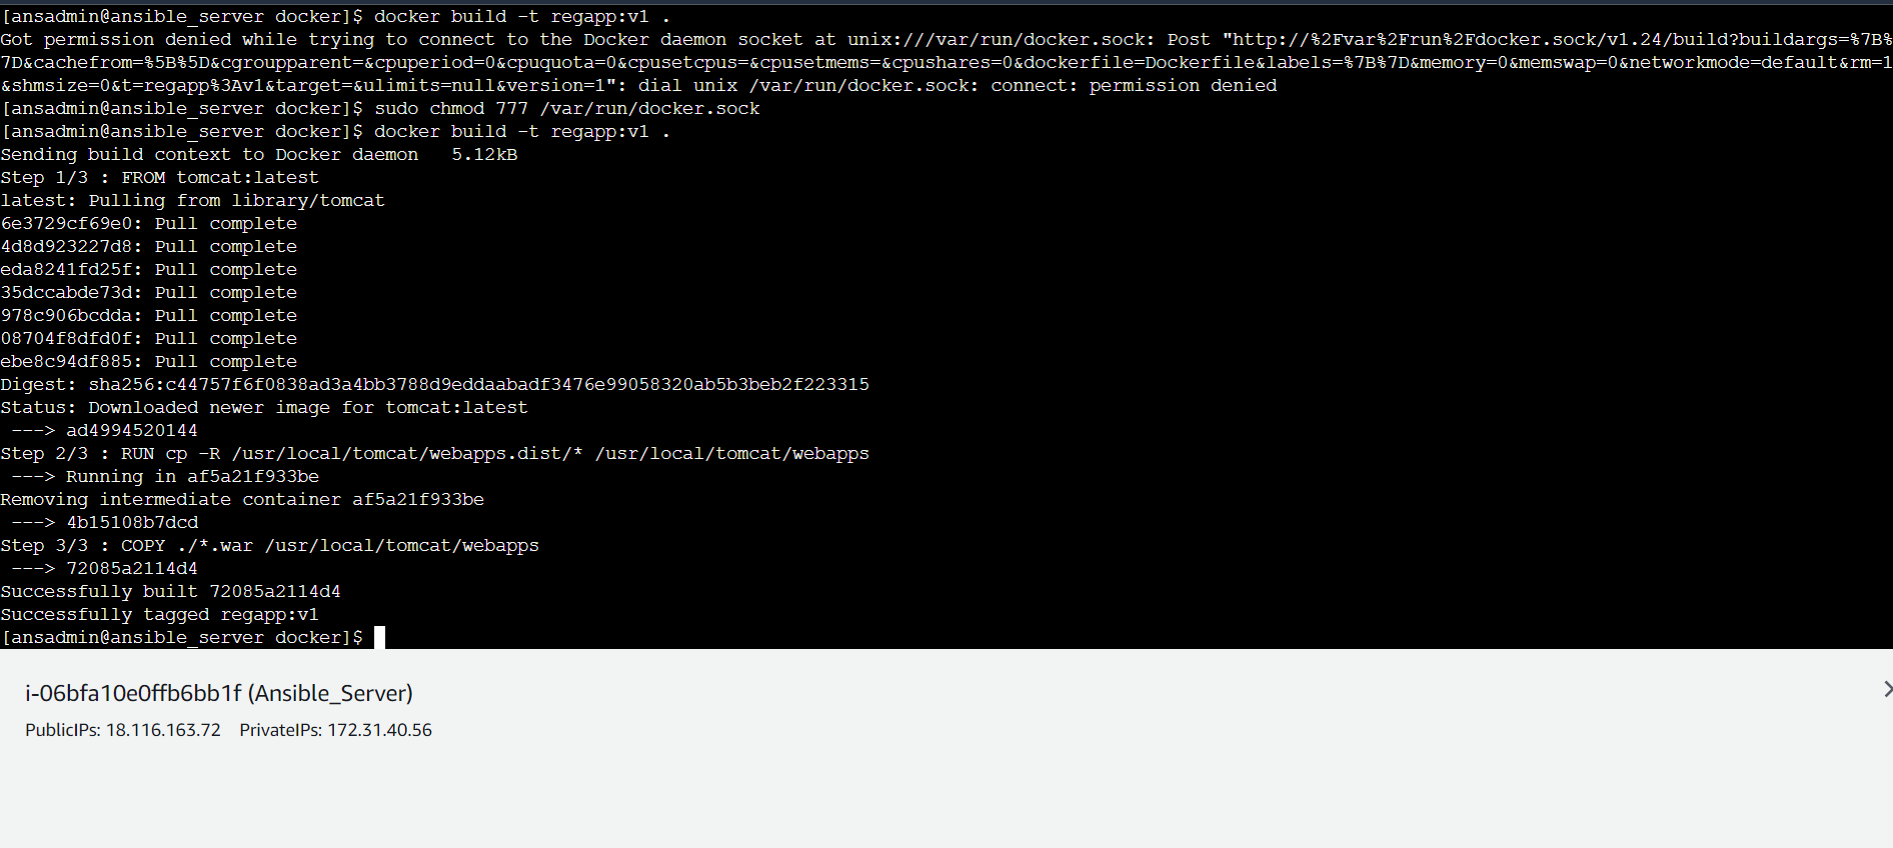 [ansadmin@ansible_server docker]$ docker build -t regapp:v1 .
Got permission denied while trying to connect to the Docker daemon socket at unix:///var/run/docker.sock: Post "http://%2Fvar%2Frun%2Fdocker.sock/v1.24/build?buildargs=%7B%
7D&cachefrom=%5B%5D&cgroupparent=&cpuperiod=0&cpuquota=0&cpusetcpus=&cpusetmems=&cpushares=0&dockerfile=Dockerfile&labels=%7B%7D&memory=0&memswap=0&networkmode=default&rm=1
&shmsize=0&t=regapp%3Av1&target=&ulimits=null&version=1": dial unix /var/run/docker.sock: connect: permission denied
[ansadmin@ansible_server docker]$ sudo chmod 777 /var/run/docker.sock
[ansadmin@ansible_server docker]$ docker build -t regapp:v1 .
Sending build context to Docker daemon   5.12kB
Step 1/3 : FROM tomcat:latest
latest: Pulling from library/tomcat
6e3729cf69e0: Pull complete
4d8d923227d8: Pull complete
eda8241fd25f: Pull complete
35dccabde73d: Pull complete
978c906bcdda: Pull complete
08704f8dfd0f: Pull complete
ebe8c94df885: Pull complete
Digest: sha256:c44757f6f0838ad3a4bb3788d9eddaabadf3476e99058320ab5b3beb2f223315
Status: Downloaded newer image for tomcat:latest
 ---> ad4994520144
Step 2/3 : RUN cp -R /usr/local/tomcat/webapps.dist/* /usr/local/tomcat/webapps
 ---> Running in af5a21f933be
Removing intermediate container af5a21f933be
 ---> 4b15108b7dcd
Step 3/3 : COPY ./*.war /usr/local/tomcat/webapps
 ---> 72085a2114d4
Successfully built 72085a2114d4
Successfully tagged regapp:v1
[ansadmin@ansible_server docker]$
i-06bfa10e0ffb6bb1f (Ansible_Server)
PublicIPs: 18.116.163.72 PrivateIPs: 172.31.40.56